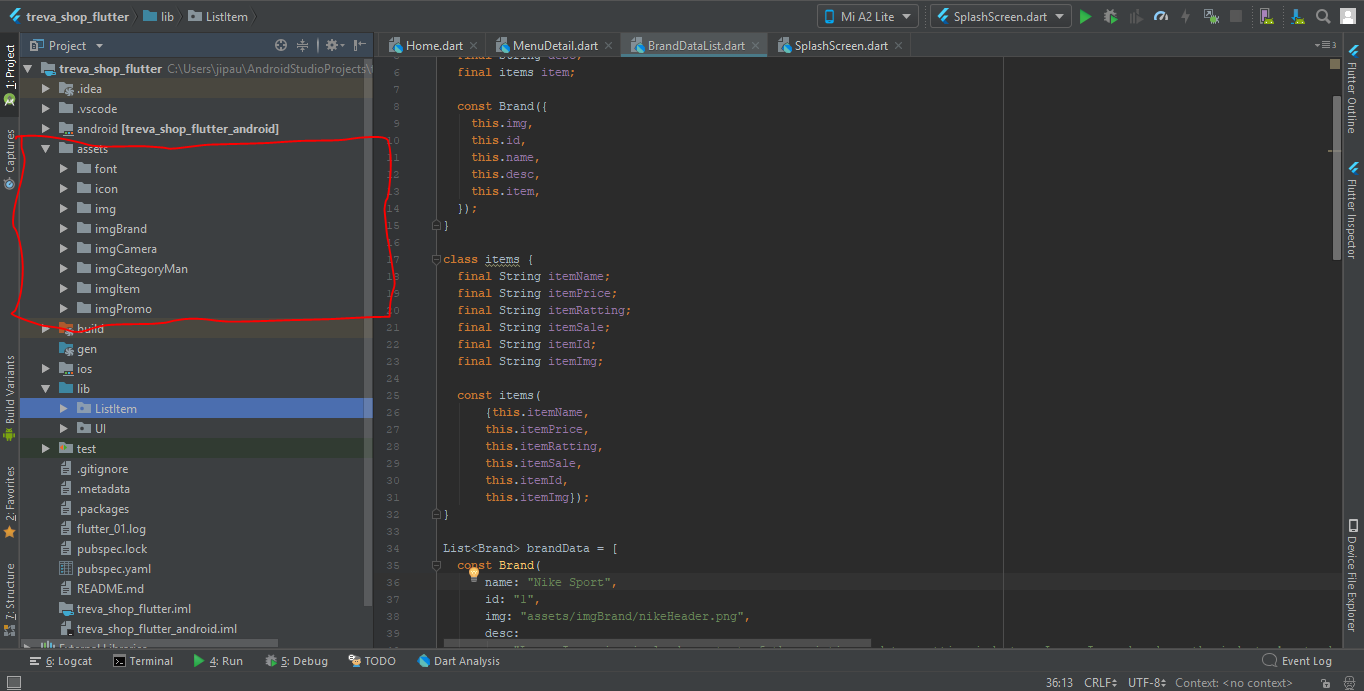 treva_shop_flutter lib ListItem
Mi A2 Lite SplashScreen.dart
Project
Home.dart MenuDetail.dart BrandDataList.dart SplashScreen.dart
treva_shop_flutter C:\Users\jipau\AndroidStudioProjects\t
.idea
.vscode
android [treva_shop_flutter_android]
assets
font
icon
img
imgBrand
imgCamera
imgCategoryMan
imgItem
imgPromo
build
gen
ios
lib
ListItem
UI
test
.gitignore
.metadata
.packages
flutter_01.log
pubspec.lock
pubspec.yaml
README.md
treva_shop_flutter.iml
treva_shop_flutter_android.iml
External Libraries
1: Project
Captures
Build Variants
2: Favorites
7: Structure
6 final items item;
7
8 const Brand({
9 this.img,
10 this.id,
11 this.name,
12 this.desc,
13 this.item,
14 });
15 }
16
17 class items {
18 final String itemName;
19 final String itemPrice;
20 final String itemRatting;
21 final String itemSale;
22 final String itemId;
23 final String itemImg;
24
25 const items(
26 {this.itemName,
27 this.itemPrice,
28 this.itemRatting,
29 this.itemSale,
30 this.itemId,
31 this.itemImg});
32 }
33
34 List<Brand> brandData = [
35 const Brand(
36 name: "Nike Sport",
37 id: "1",
38 img: "assets/imgBrand/nikeHeader.png",
39 desc:
3
Flutter Outline
Flutter Inspector
Device File Explorer
6: Logcat Terminal 4: Run 5: Debug TODO Dart Analysis Event Log
36:13 CRLF UTF-8 Context: <no context>